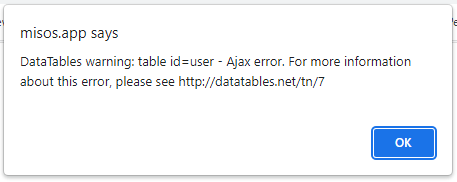 misos.app says
DataTables warning: table id=user - Ajax error. For more information
about this error, please see http://datatables.net/tn/7
OK